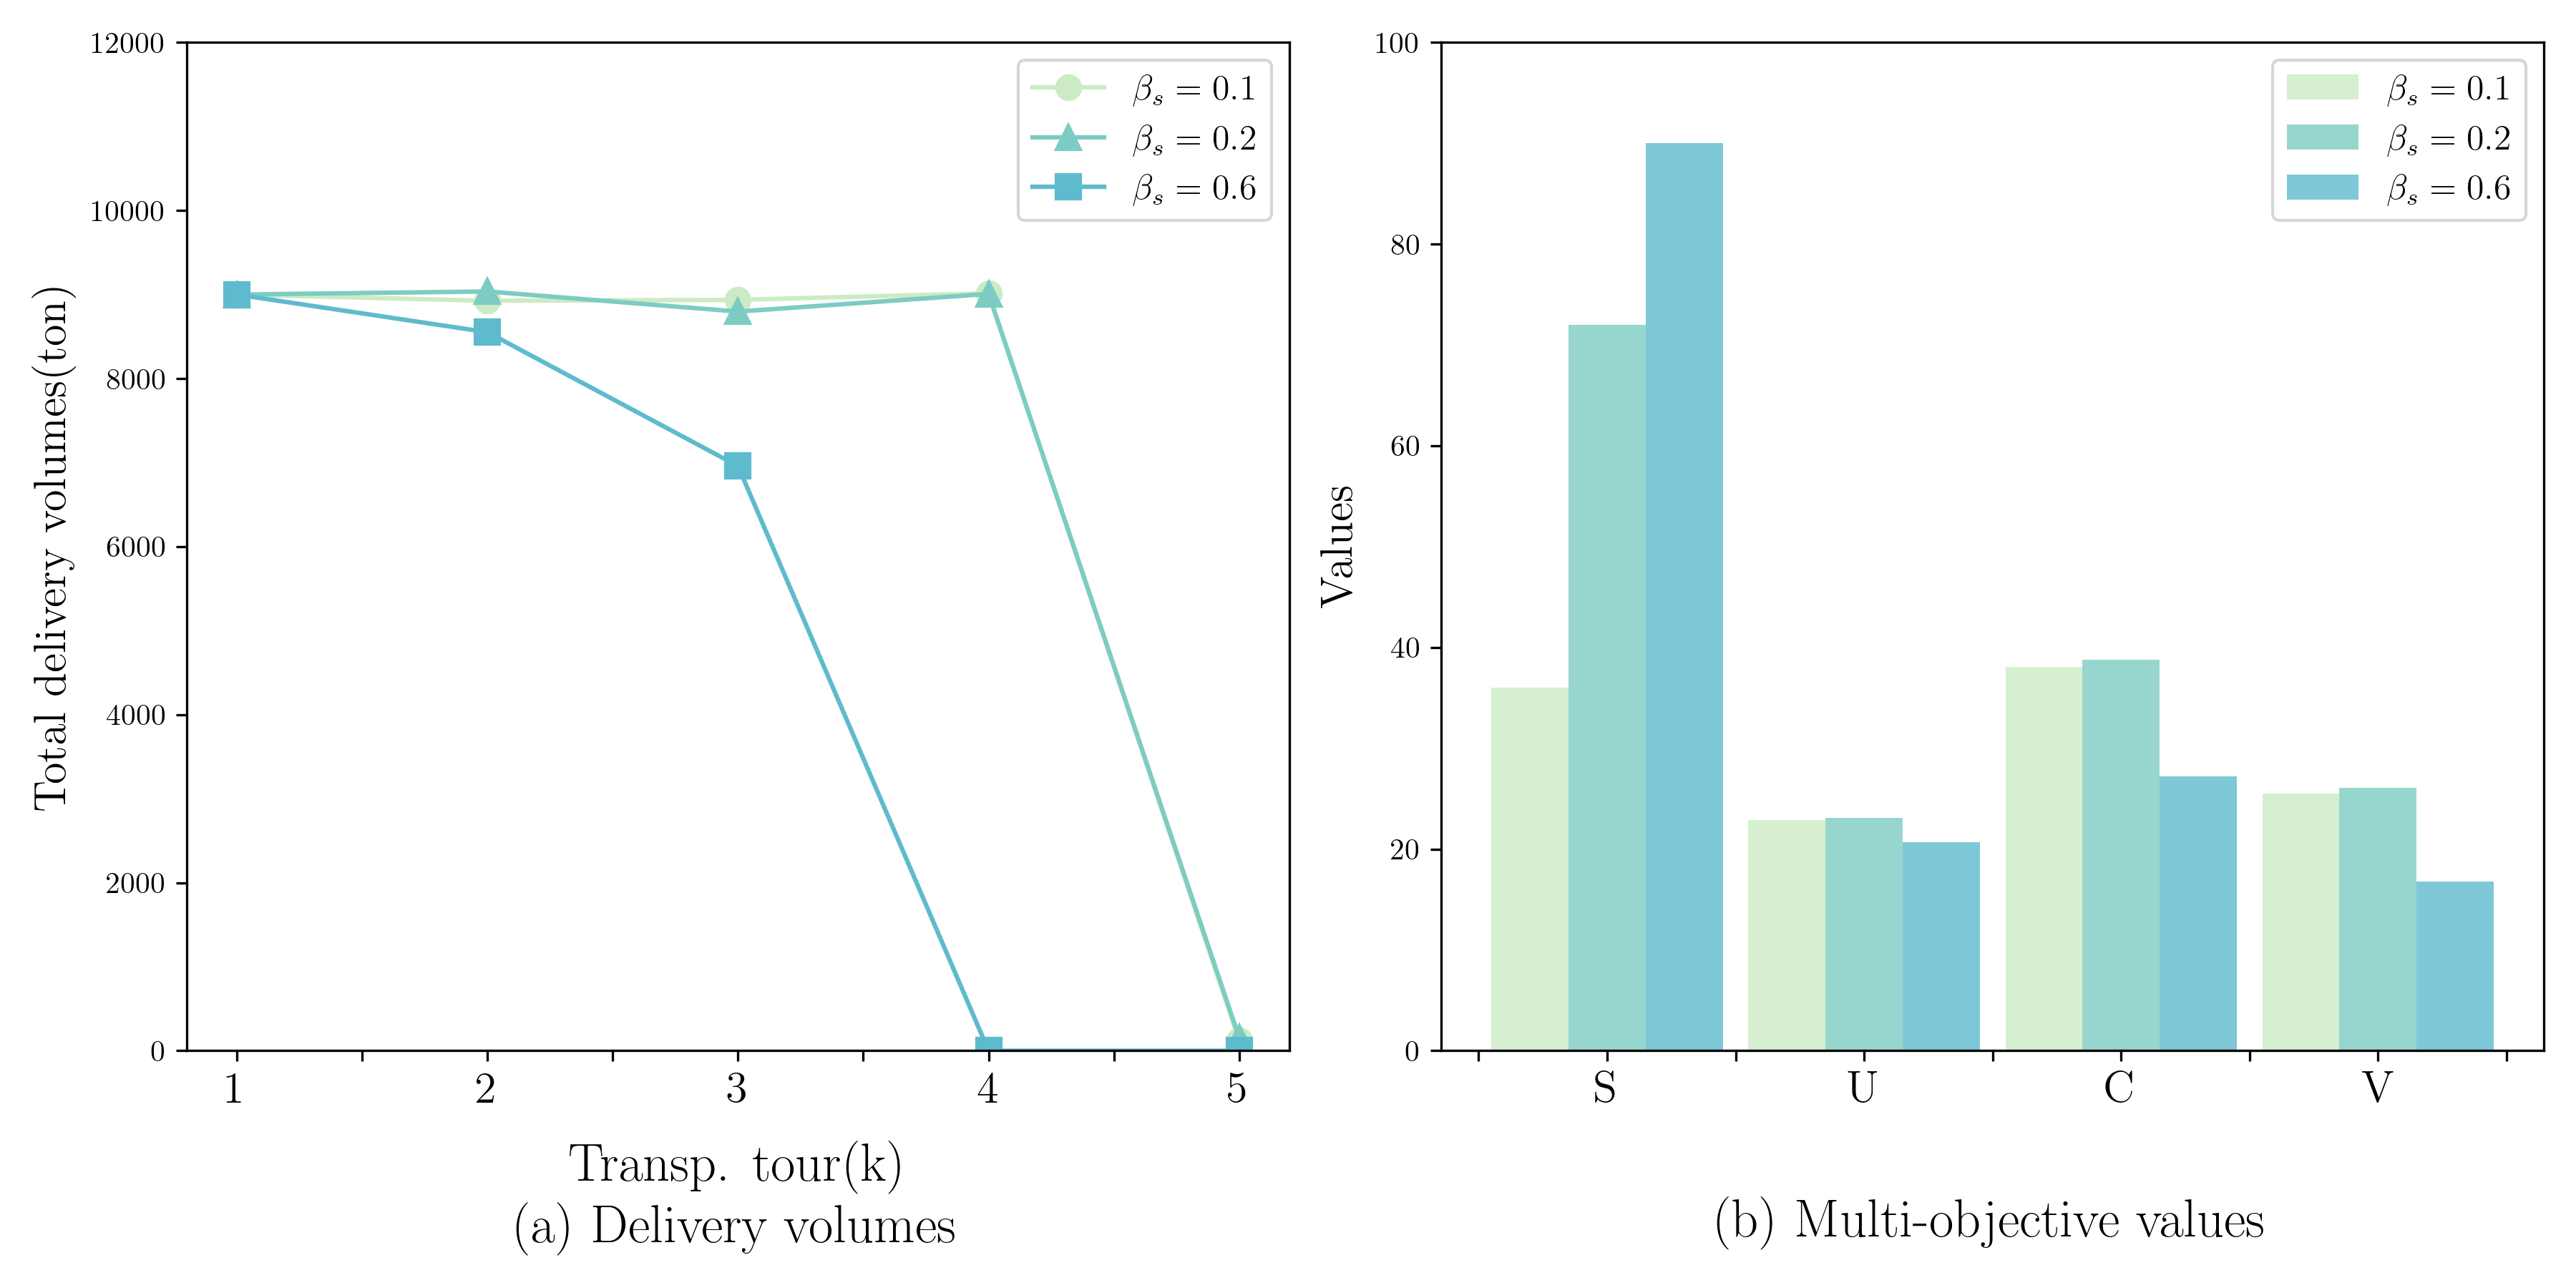 12000
10000
8000
6000
4000
2000
0
Total delivery volumes(ton)
βₛ = 0.1
βₛ = 0.2
βₛ = 0.6
1 2 3 4 5
Transp. tour(k)
(a) Delivery volumes
100
80
60
40
20
0
Values
βₛ = 0.1
βₛ = 0.2
βₛ = 0.6
S U C V
(b) Multi-objective values